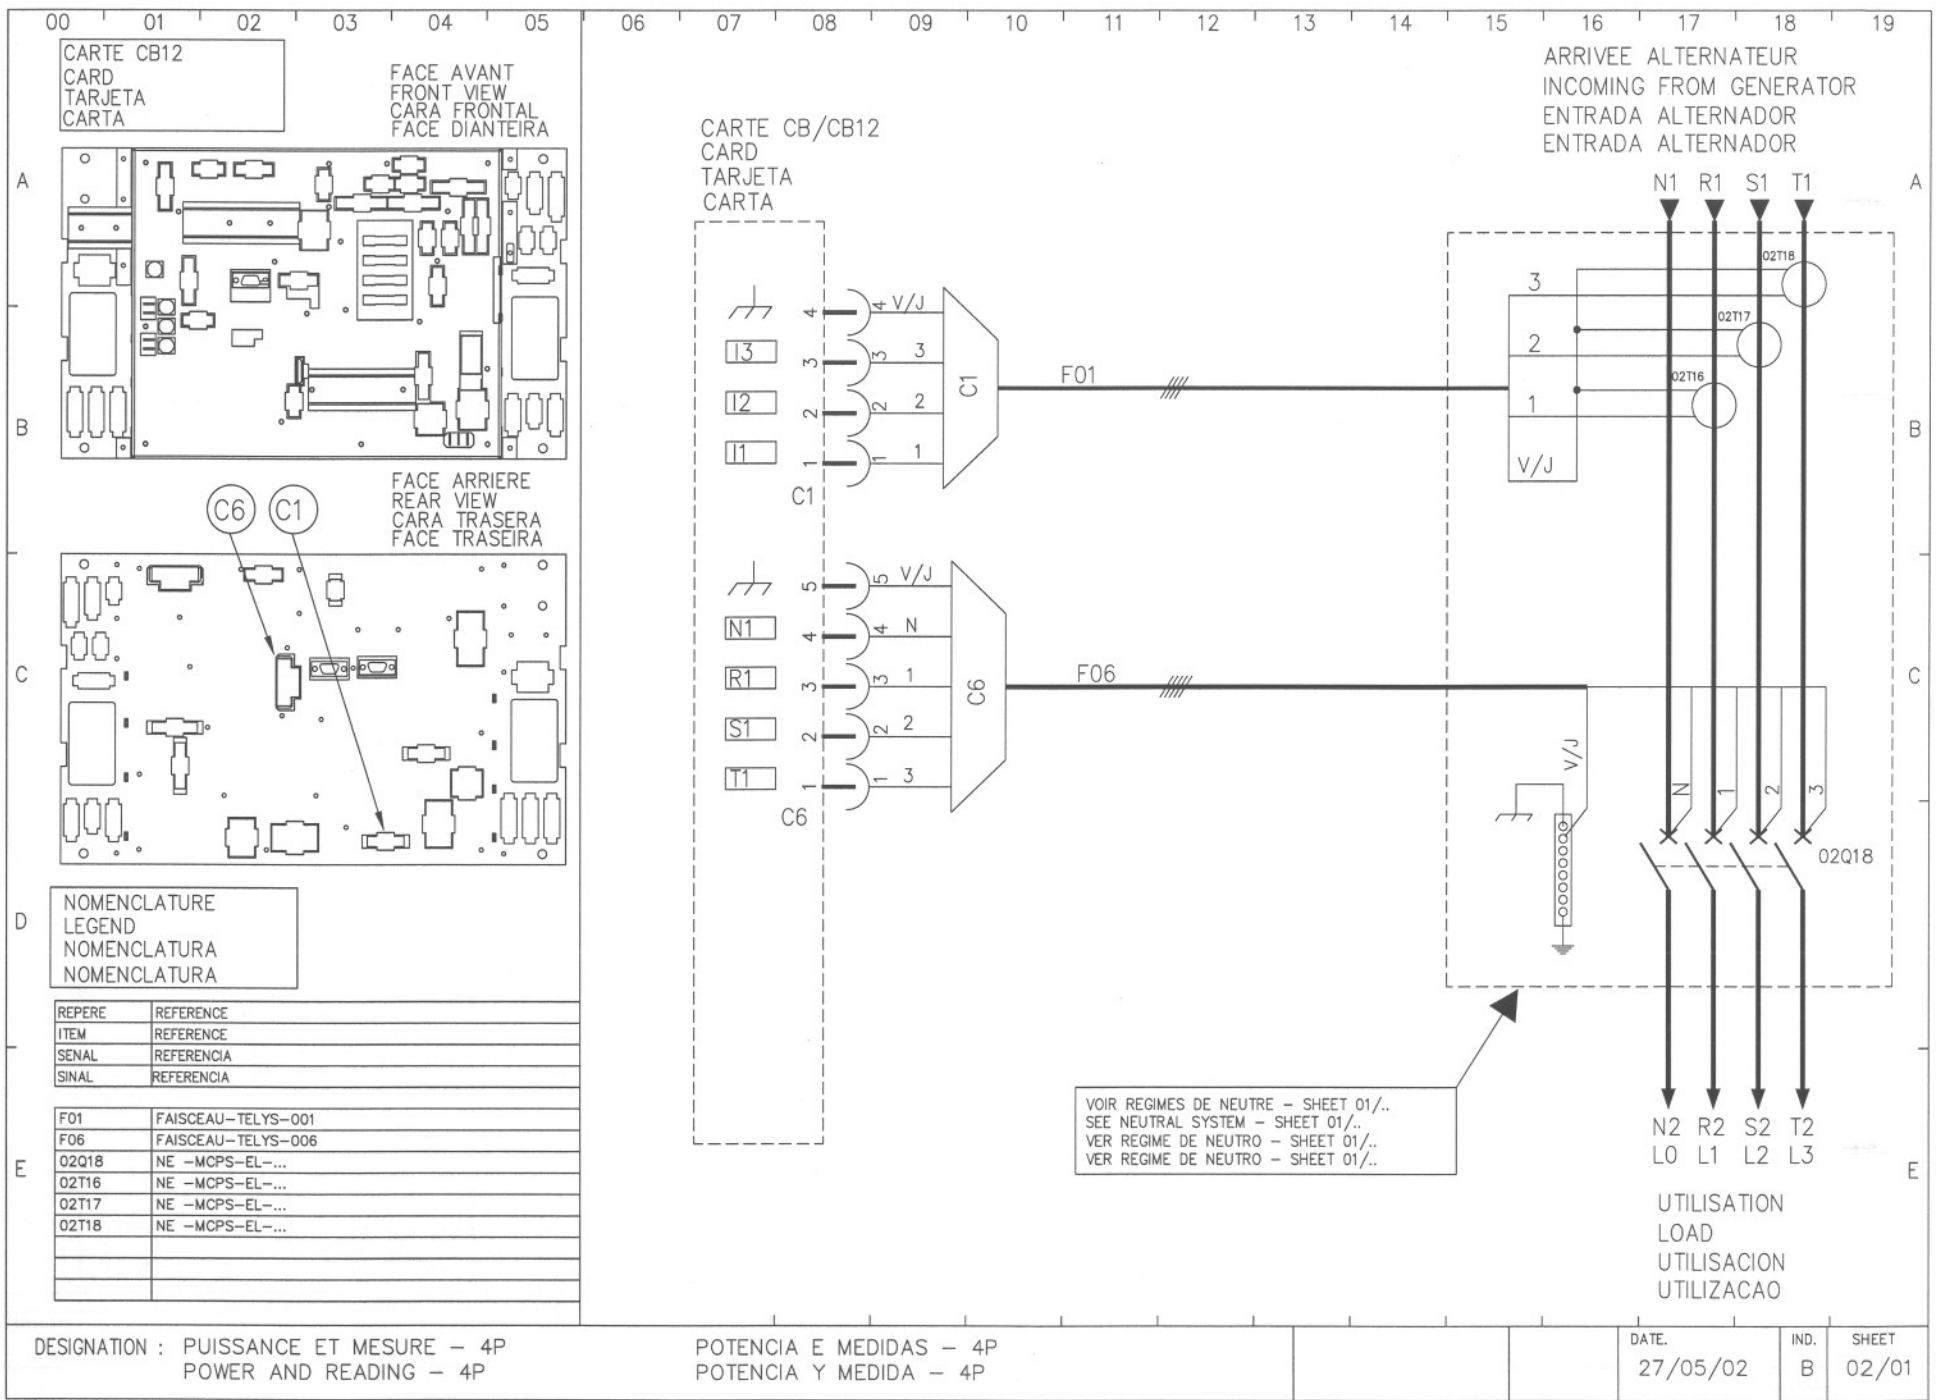 00 01 02 03 04 05 06 07 08 09 10 11 12 13 14 15 16 17 18 19
CARTE CB12
CARD
TARJETA
CARTA
FACE AVANT
FRONT VIEW
CARA FRONTAL
FACE DIANTEIRA
A
B
C
D
E
FACE ARRIERE
REAR VIEW
CARA TRASERA
FACE TRASEIRA
C6 C1
NOMENCLATURE
LEGEND
NOMENCLATURA
NOMENCLATURA
REPERE REFERENCE
ITEM REFERENCE
SENAL REFERENCIA
SINAL REFERENCIA
F01 FAISCEAU-TELYS-001
F06 FAISCEAU-TELYS-006
02Q18 NE -MCPS-EL-...
02T16 NE -MCPS-EL-...
02T17 NE -MCPS-EL-...
02T18 NE -MCPS-EL-...
CARTE CB/CB12
CARD
TARJETA
CARTA
4 4 V/J
I3 3 3 3
I2 2 2 2
I1 1 1 1
C1
C1
F01
5 5 V/J
N1 4 4 N
R1 3 3 1
S1 2 2 2
T1 1 1 3
C6
C6
F06
ARRIVEE ALTERNATEUR
INCOMING FROM GENERATOR
ENTRADA ALTERNADOR
ENTRADA ALTERNADOR
N1 R1 S1 T1
A
02T18
3
02T17
2
02T16
1
V/J
B
C
V/J
N 1 2 3
02Q18
VOIR REGIMES DE NEUTRE - SHEET 01/..
SEE NEUTRAL SYSTEM - SHEET 01/..
VER REGIME DE NEUTRO - SHEET 01/..
VER REGIME DE NEUTRO - SHEET 01/..
N2 R2 S2 T2
L0 L1 L2 L3
E
UTILISATION
LOAD
UTILISACION
UTILIZACAO
DESIGNATION : PUISSANCE ET MESURE - 4P
POWER AND READING - 4P
POTENCIA E MEDIDAS - 4P
POTENCIA Y MEDIDA - 4P
DATE.
27/05/02
IND.
B
SHEET
02/01